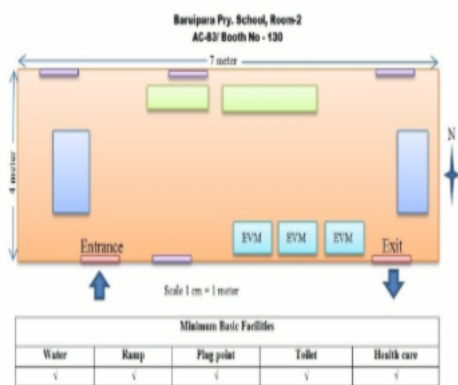 Baruipara Pry. School, Room-2
AC-83/ Booth No - 130
7 meter
4 meter
N
EVM EVM EVM
Entrance
Exit
Scale 1 cm = 1 meter
Minimum Basic Facilities
Water Ramp Plug point Toilet Health care
√ √ √ √ √